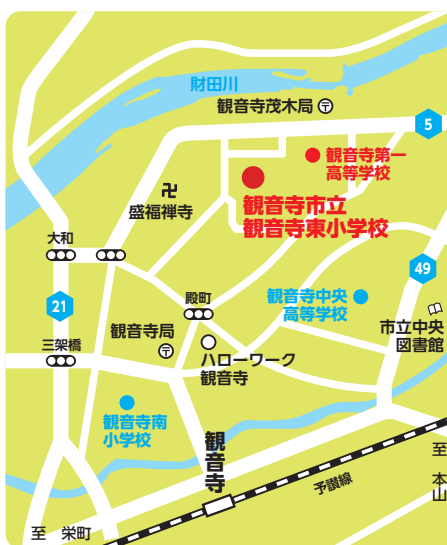 財田川
観音寺茂木局
5
観音寺第一
高等学校
観音寺市立
観音寺東小学校
盛福禅寺
大和
49
21
殿町
観音寺中央
高等学校
市立中央
図書館
観音寺局
三架橋
ハローワーク
観音寺
観音寺南
小学校
観音寺
予讃線
至 本山
至 栄町